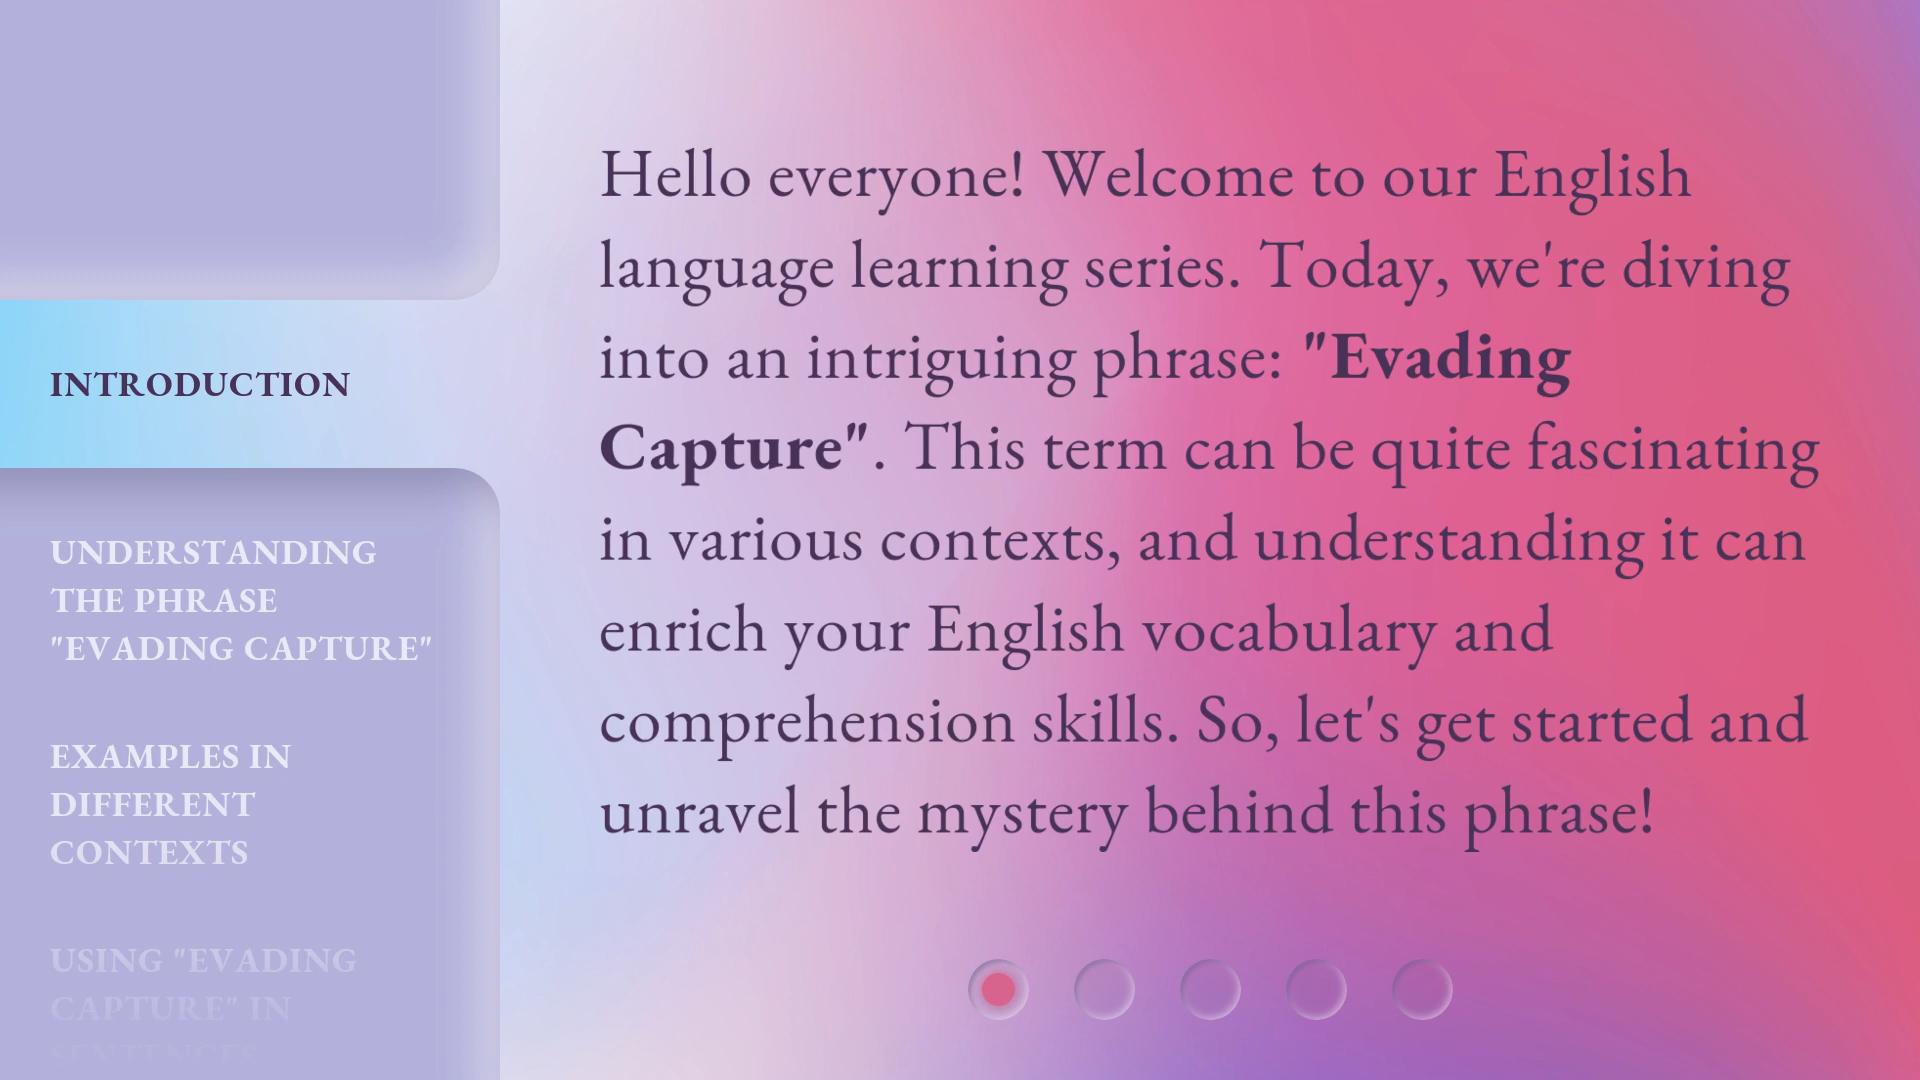 INTRODUCTION
UNDERSTANDING
THE PHRASE
"EVADING CAPTURE"
EXAMPLES IN
DIFFERENT
CONTEXTS
USING "EVADING
CAPTURE" IN
SENTENCES
Hello everyone! Welcome to our English
language learning series. Today, we're diving
into an intriguing phrase: "Evading
Capture". This term can be quite fascinating
in various contexts, and understanding it can
enrich your English vocabulary and
comprehension skills. So, let's get started and
unravel the mystery behind this phrase!